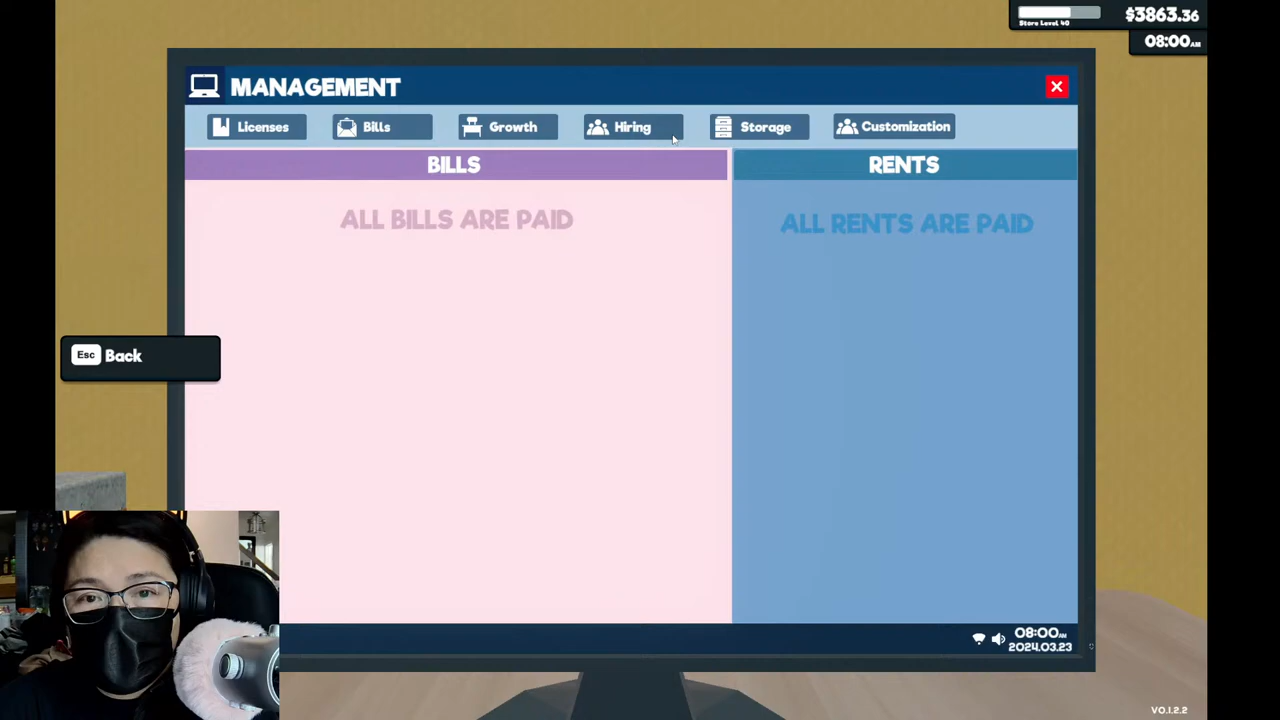 $3863.36
Store Level 40
08:00AM
MANAGEMENT
Licenses
Bills
Growth
Hiring
Storage
Customization
BILLS
RENTS
ALL BILLS ARE PAID
ALL RENTS ARE PAID
Esc Back
08:00AM
2024.03.23
V0.1.2.2